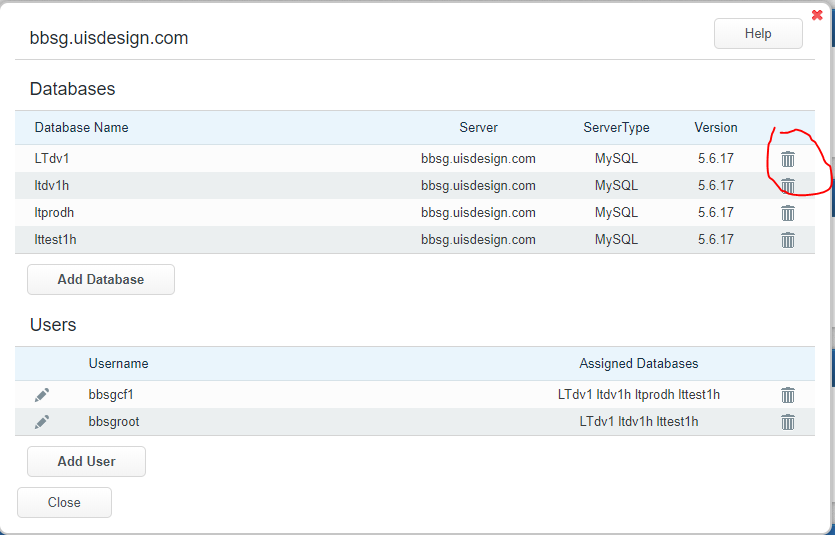 bbsg.uisdesign.com Help
Databases
Database Name Server ServerType Version
LTdv1 bbsg.uisdesign.com MySQL 5.6.17
ltdv1h bbsg.uisdesign.com MySQL 5.6.17
ltprodh bbsg.uisdesign.com MySQL 5.6.17
lttest1h bbsg.uisdesign.com MySQL 5.6.17
Add Database
Users
Username Assigned Databases
bbsgcf1 LTdv1 ltdv1h ltprodh lttest1h
bbsgroot LTdv1 ltdv1h lttest1h
Add User
Close